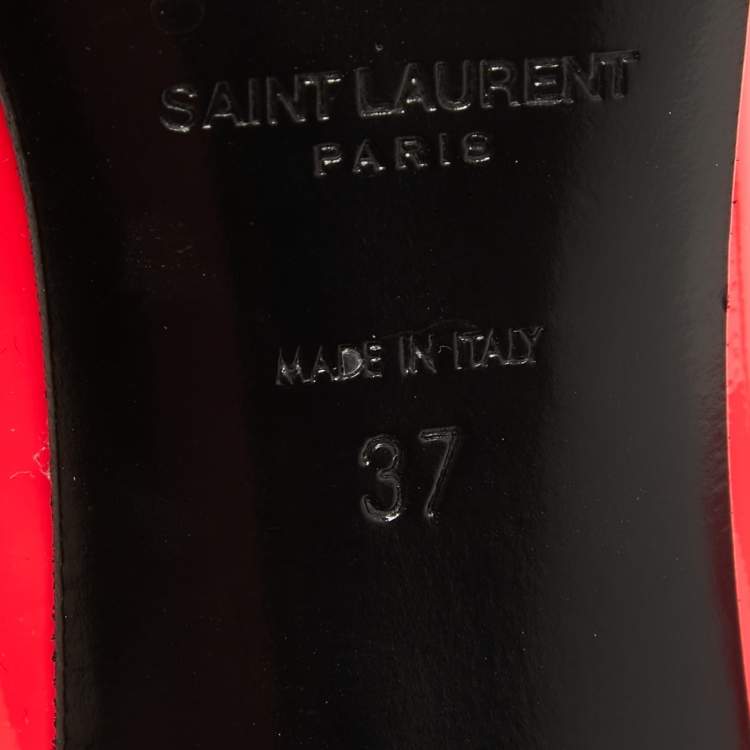 SAINT LAURENT
PARIS
MADE IN ITALY
37